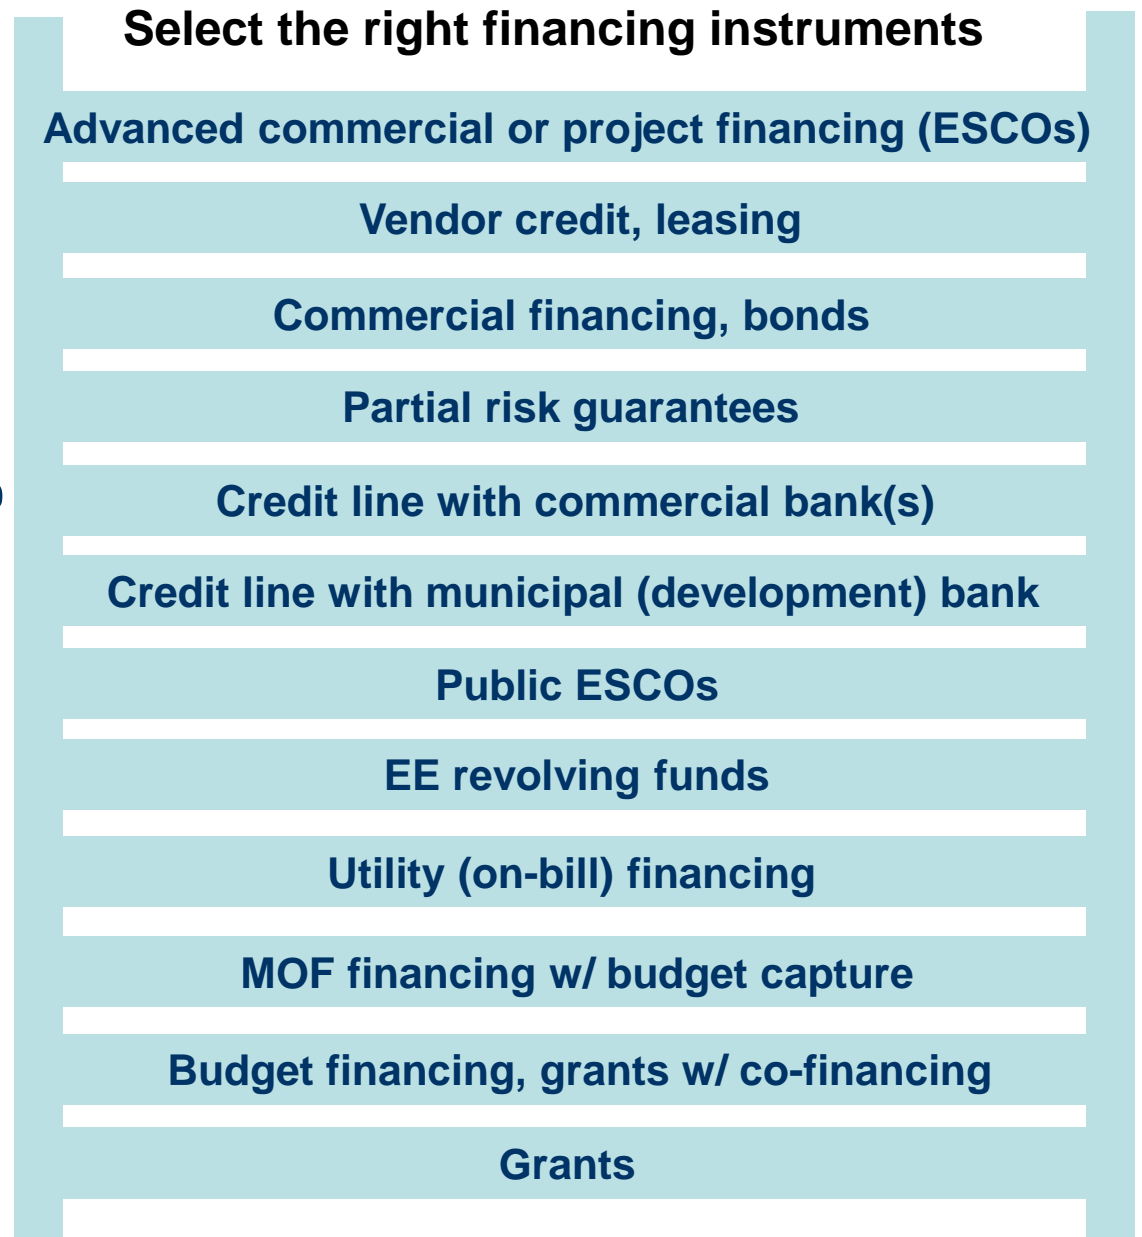 Select the right financing instruments
Advanced commercial or project financing (ESCOs)
Vendor credit, leasing
Commercial financing, bonds
Partial risk guarantees
Credit line with commercial bank(s)
Credit line with municipal (development) bank
Public ESCOs
EE revolving funds
Utility (on-bill) financing
MOF financing w/ budget capture
Budget financing, grants w/ co-financing
Grants